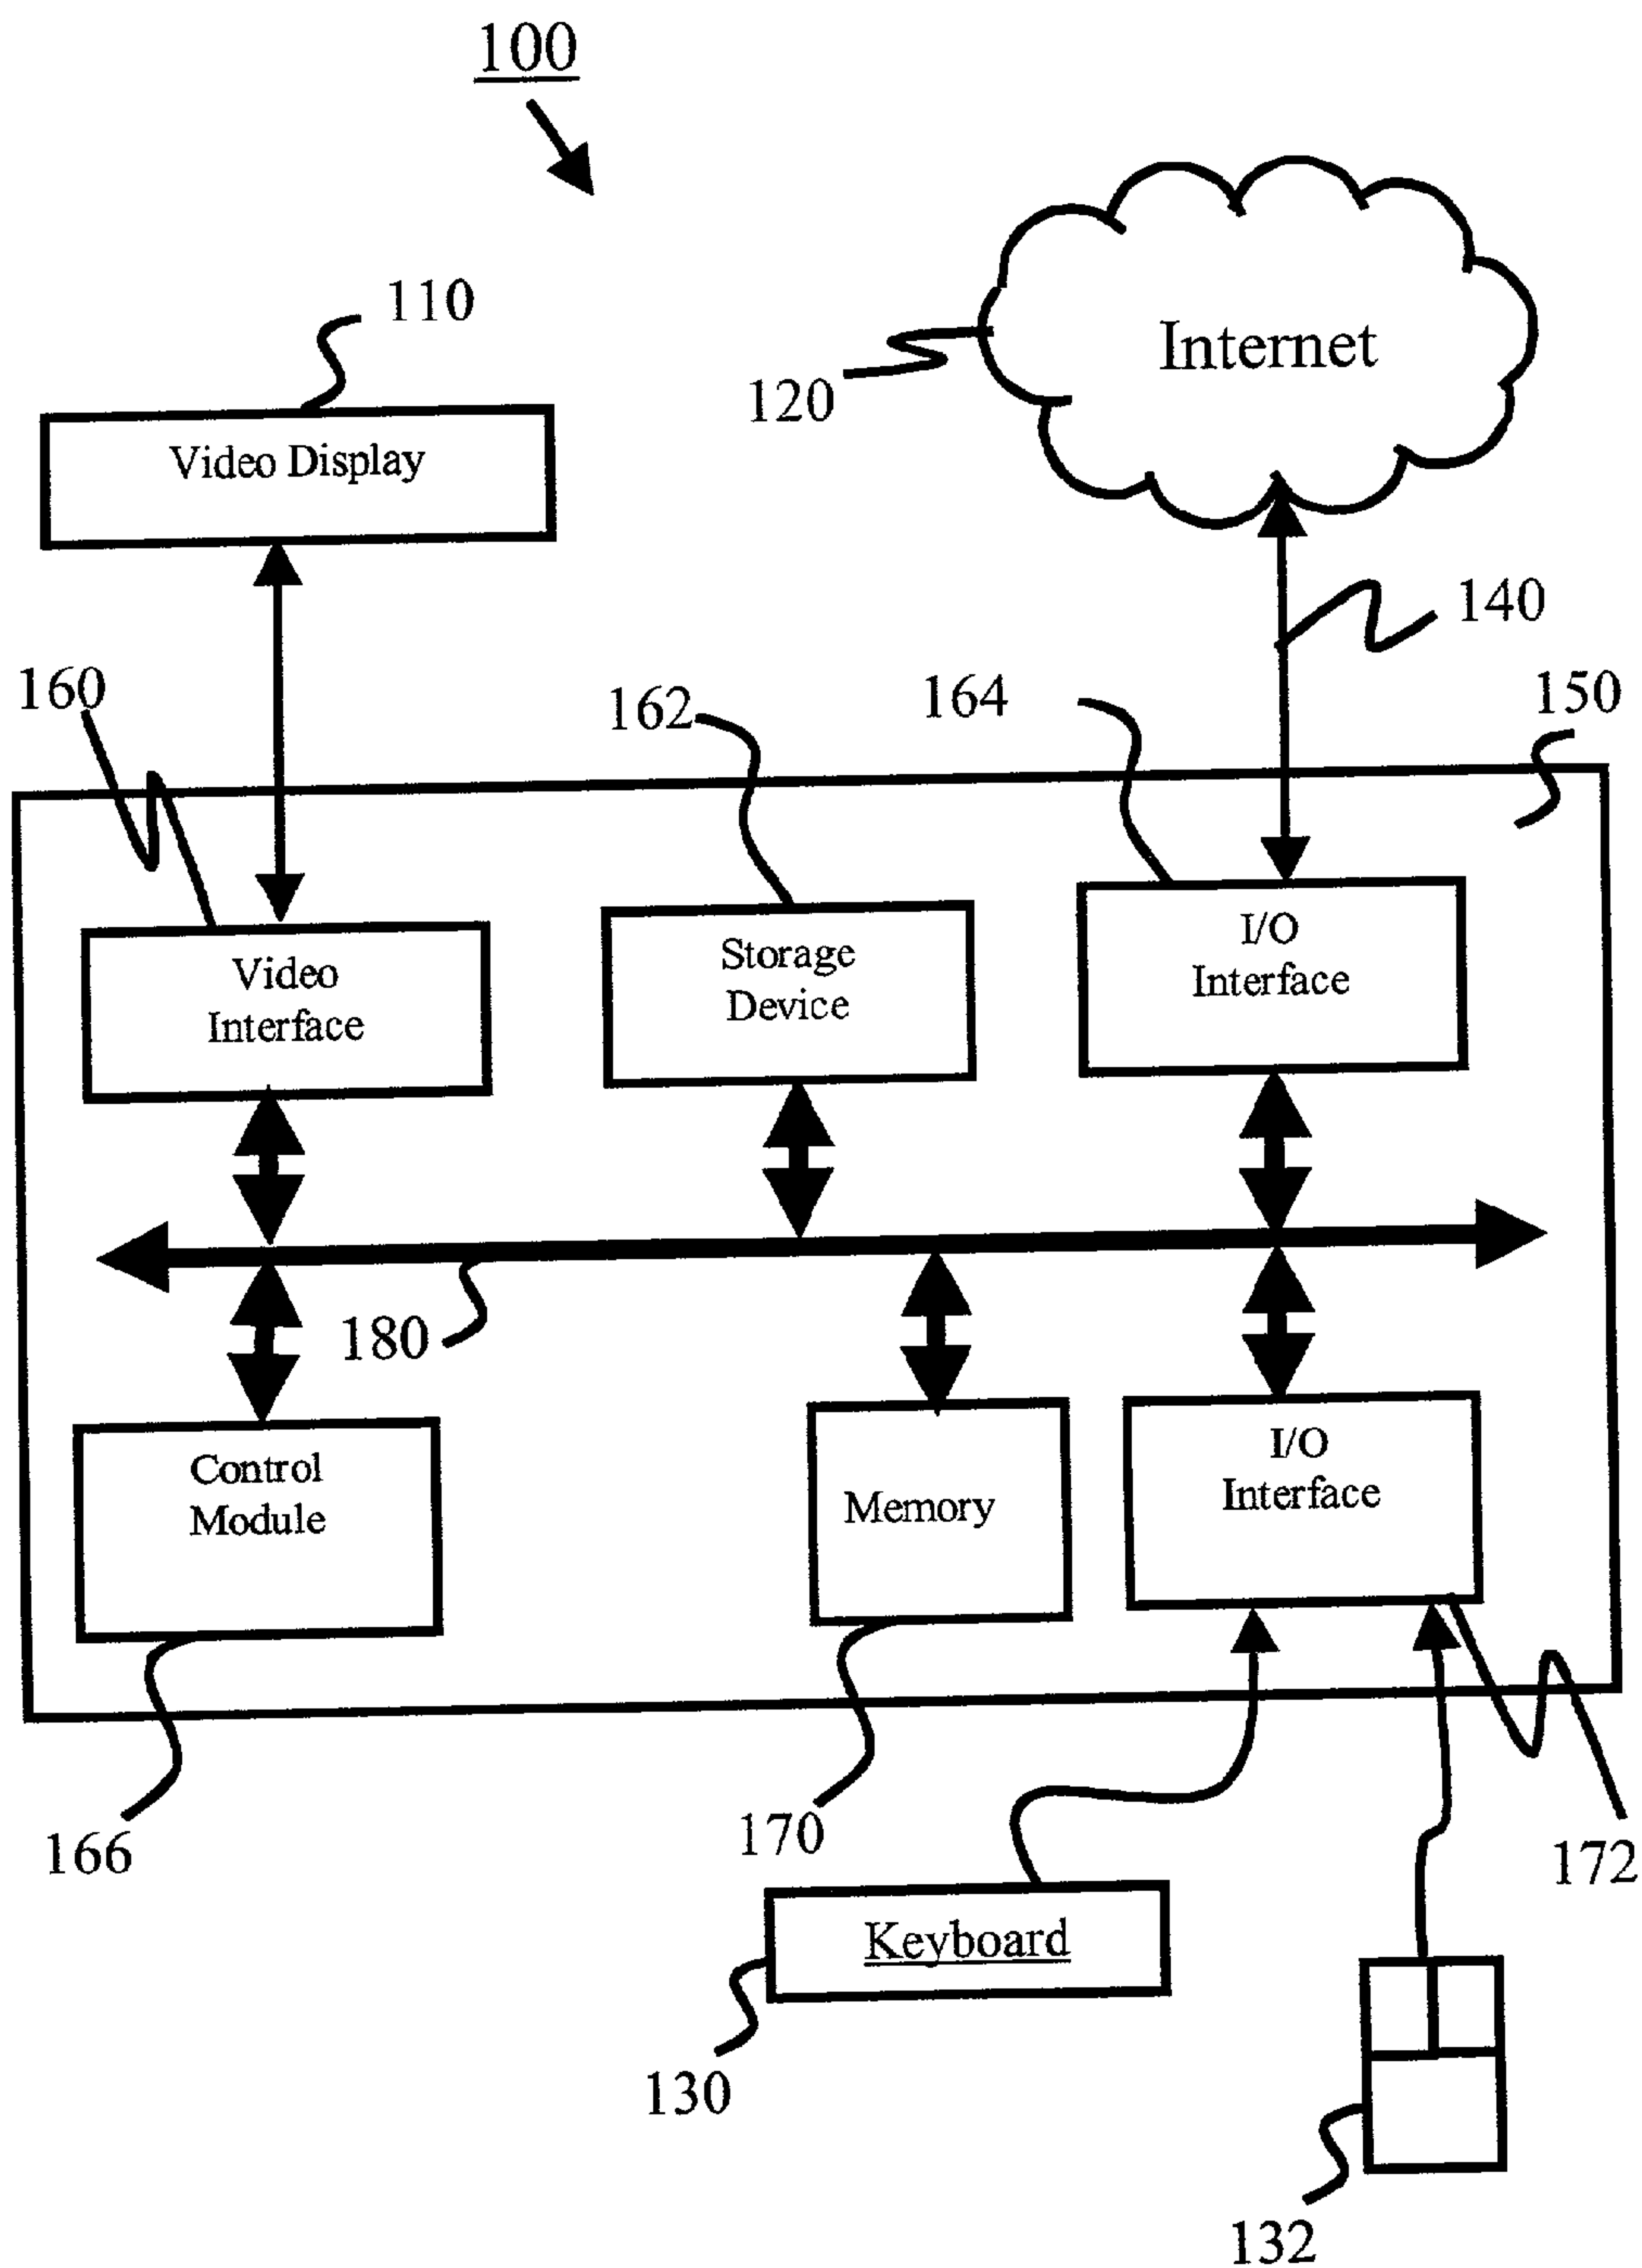 100
110
Internet
120
Video Display
140
160
162
164
150
Video
Interface
Storage
Device
I/O
Interface
180
Control
Module
Memory
I/O
Interface
166
170
172
Keyboard
130
132